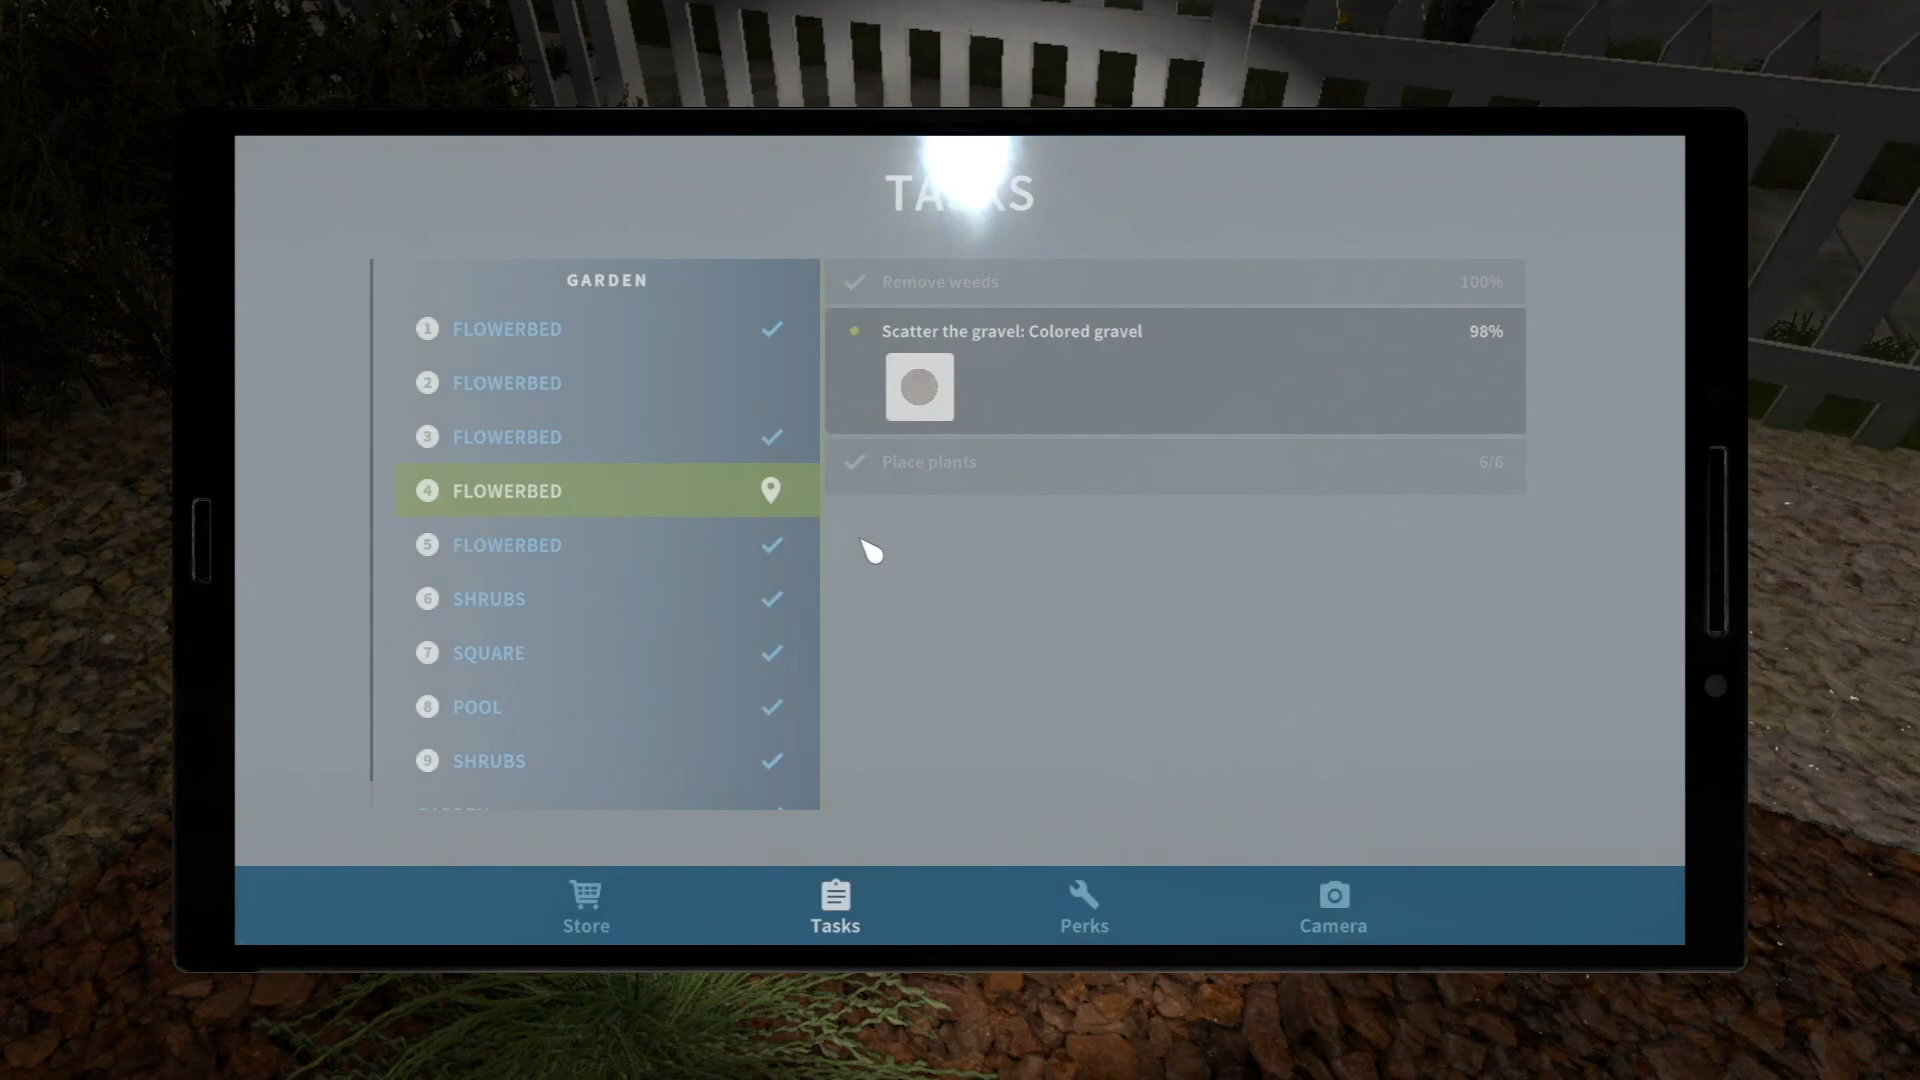 TASKS
GARDEN
1 FLOWERBED
2 FLOWERBED
3 FLOWERBED
4 FLOWERBED
5 FLOWERBED
6 SHRUBS
7 SQUARE
8 POOL
9 SHRUBS
Remove weeds 100%
Scatter the gravel: Colored gravel 98%
Place plants 6/6
Store
Tasks
Perks
Camera